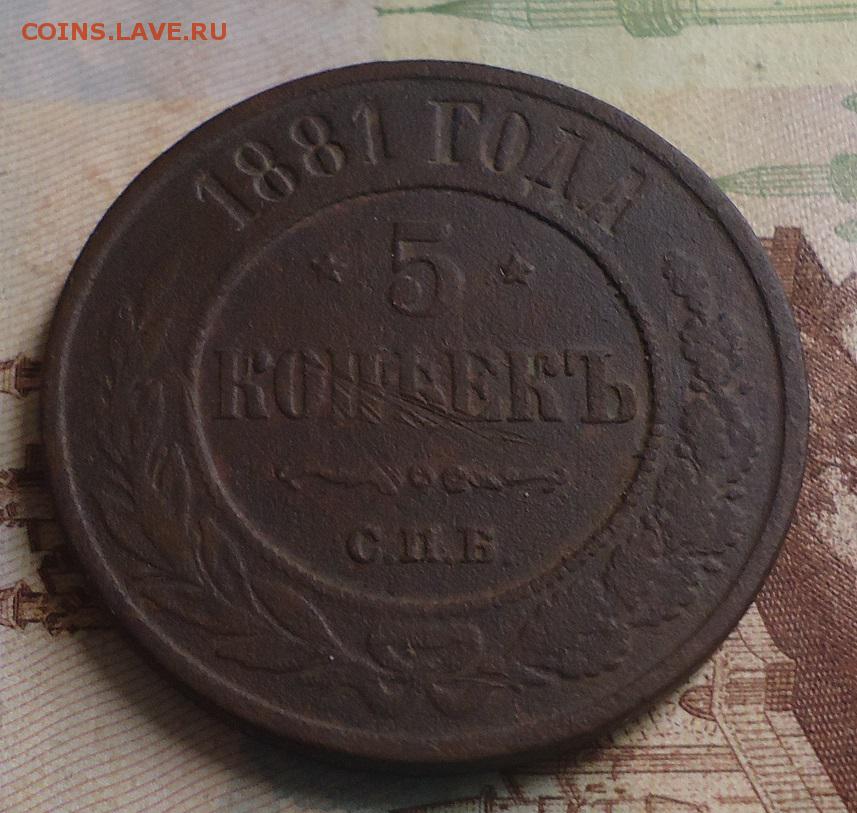 COINS.LAVE.RU
1881 ГОДА
5
КОПѢЕКЪ
С.П.Б.